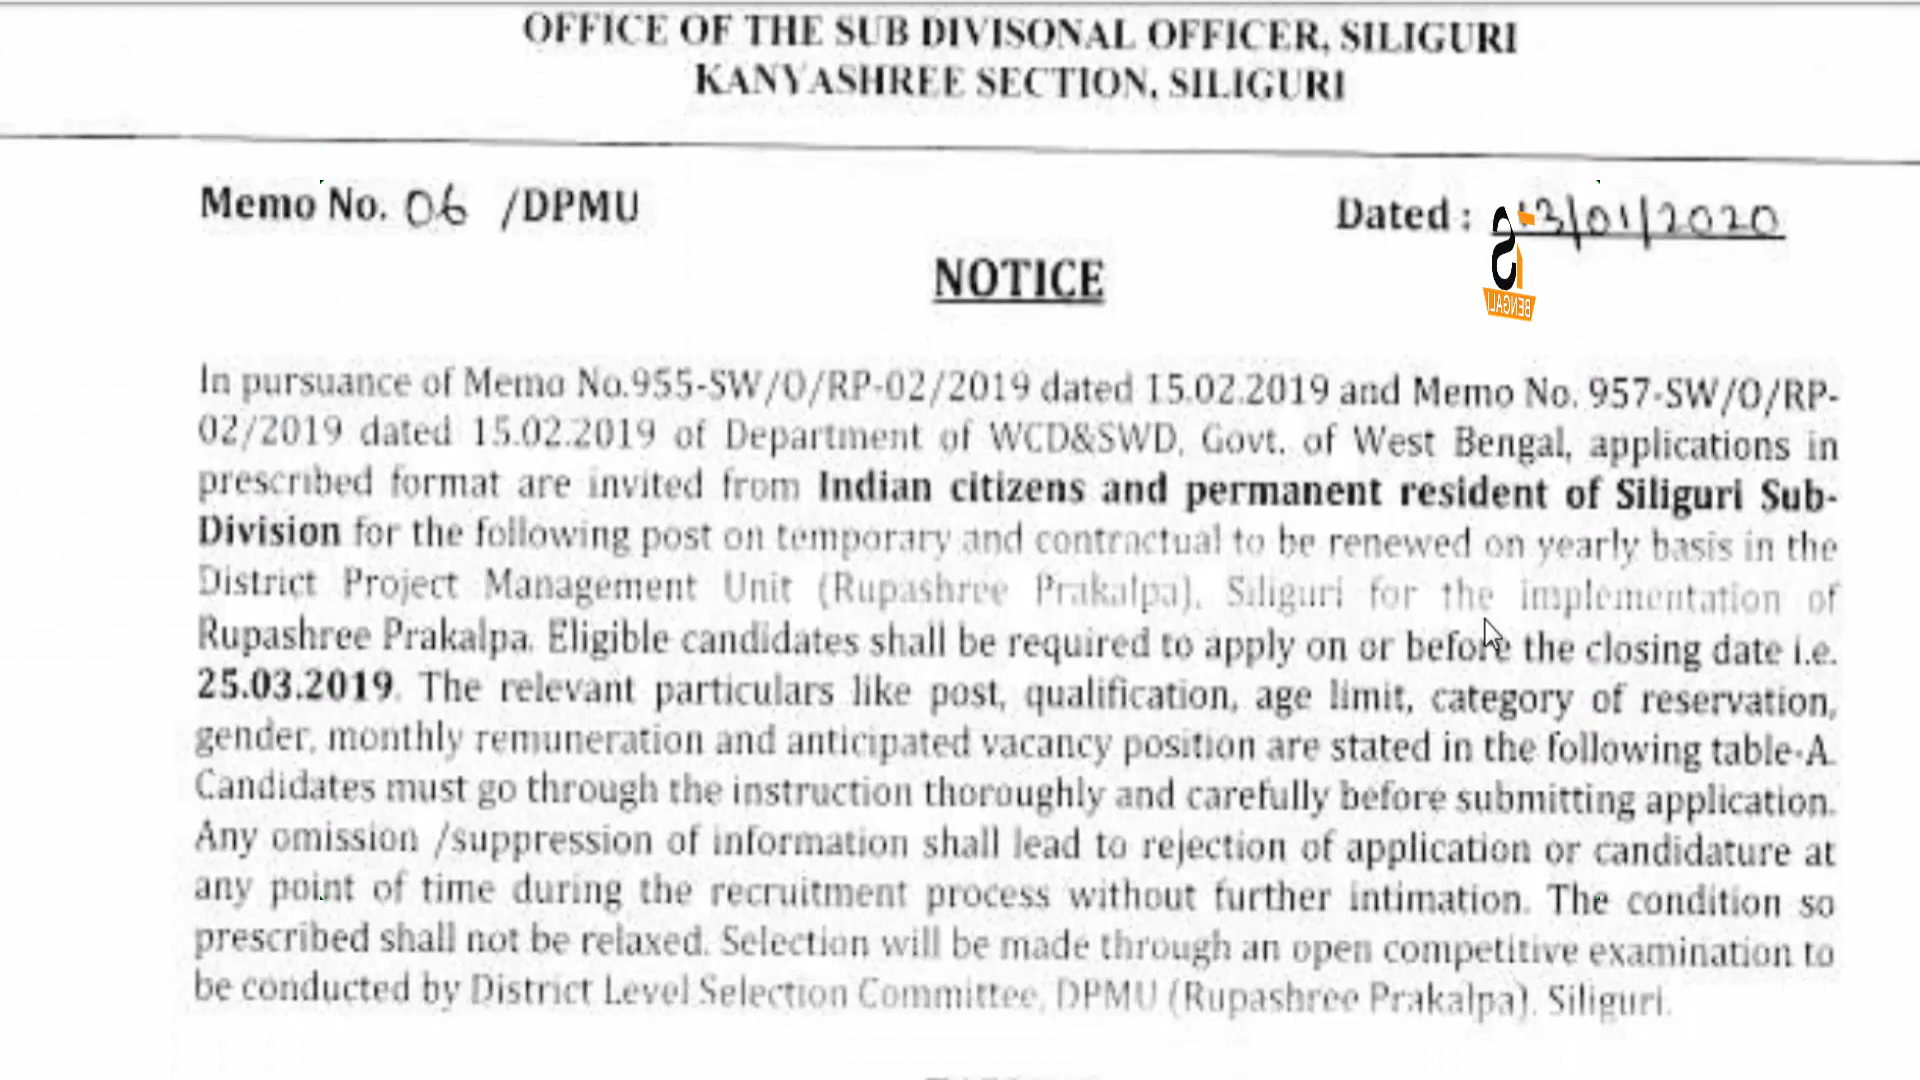 OFFICE OF THE SUB DIVISONAL OFFICER, SILIGURI
KANYASHREE SECTION, SILIGURI
Memo No. 06 /DPMU
Dated : 13/01/2020
BENGALI
NOTICE
In pursuance of Memo No.955-SW/O/RP-02/2019 dated 15.02.2019 and Memo No. 957-SW/O/RP-
02/2019 dated 15.02.2019 of Department of WCD&SWD, Govt. of West Bengal, applications in
prescribed format are invited from Indian citizens and permanent resident of Siliguri Sub-
Division for the following post on temporary and contractual to be renewed on yearly basis in the
District Project Management Unit (Rupashree Prakalpa), Siliguri for the implementation of
Rupashree Prakalpa. Eligible candidates shall be required to apply on or before the closing date i.e.
25.03.2019. The relevant particulars like post, qualification, age limit, category of reservation,
gender, monthly remuneration and anticipated vacancy position are stated in the following table-A.
Candidates must go through the instruction thoroughly and carefully before submitting application.
Any omission /suppression of information shall lead to rejection of application or candidature at
any point of time during the recruitment process without further intimation. The condition so
prescribed shall not be relaxed. Selection will be made through an open competitive examination to
be conducted by District Level Selection Committee, DPMU (Rupashree Prakalpa), Siliguri.